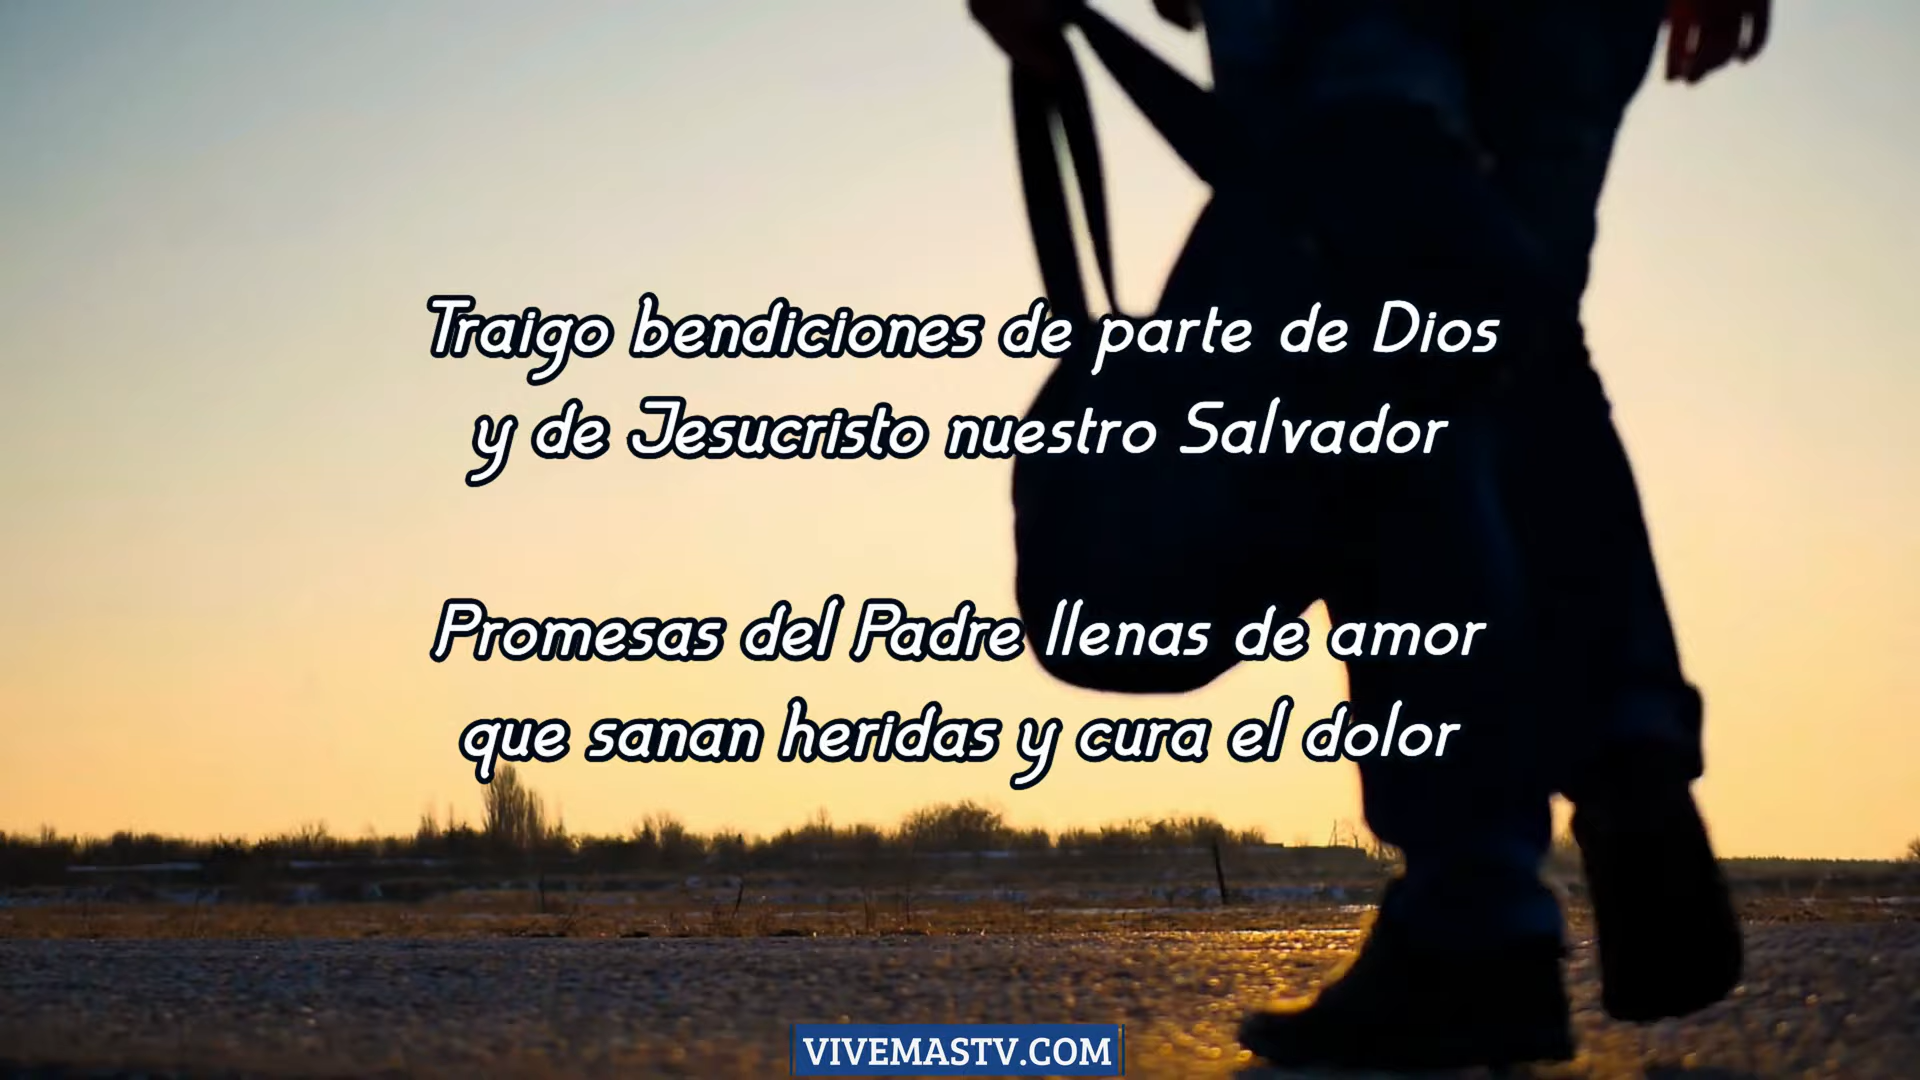 Traigo bendiciones de parte de Dios
y de Jesucristo nuestro Salvador
Promesas del Padre llenas de amor
que sanan heridas y cura el dolor
VIVEMASTV.COM